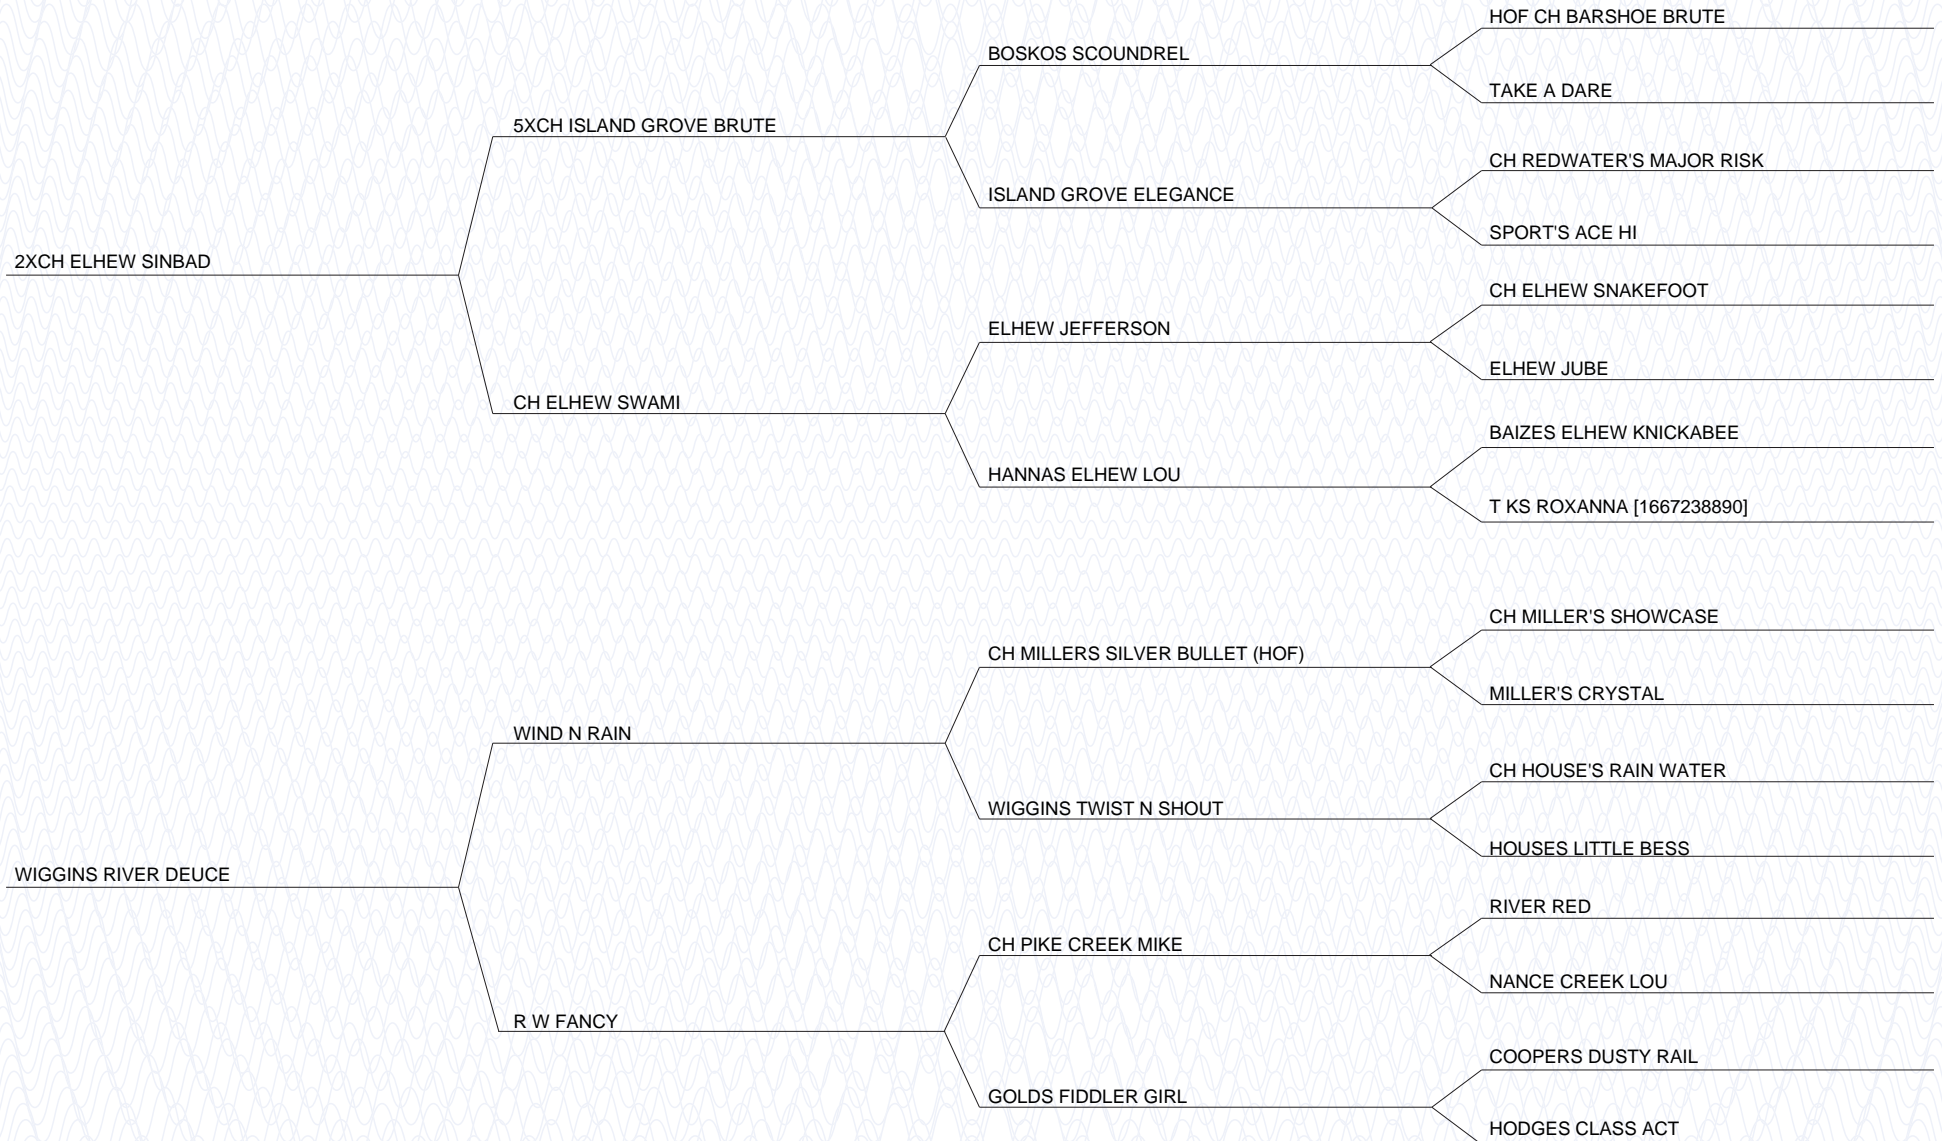 HOF CH BARSHOE BRUTE
BOSKOS SCOUNDREL
TAKE A DARE
5XCH ISLAND GROVE BRUTE
CH REDWATER'S MAJOR RISK
ISLAND GROVE ELEGANCE
SPORT'S ACE HI
2XCH ELHEW SINBAD
CH ELHEW SNAKEFOOT
ELHEW JEFFERSON
ELHEW JUBE
CH ELHEW SWAMI
BAIZES ELHEW KNICKABEE
HANNAS ELHEW LOU
T KS ROXANNA [1667238890]
CH MILLER'S SHOWCASE
CH MILLERS SILVER BULLET (HOF)
MILLER'S CRYSTAL
WIND N RAIN
CH HOUSE'S RAIN WATER
WIGGINS TWIST N SHOUT
HOUSES LITTLE BESS
WIGGINS RIVER DEUCE
RIVER RED
CH PIKE CREEK MIKE
NANCE CREEK LOU
R W FANCY
COOPERS DUSTY RAIL
GOLDS FIDDLER GIRL
HODGES CLASS ACT